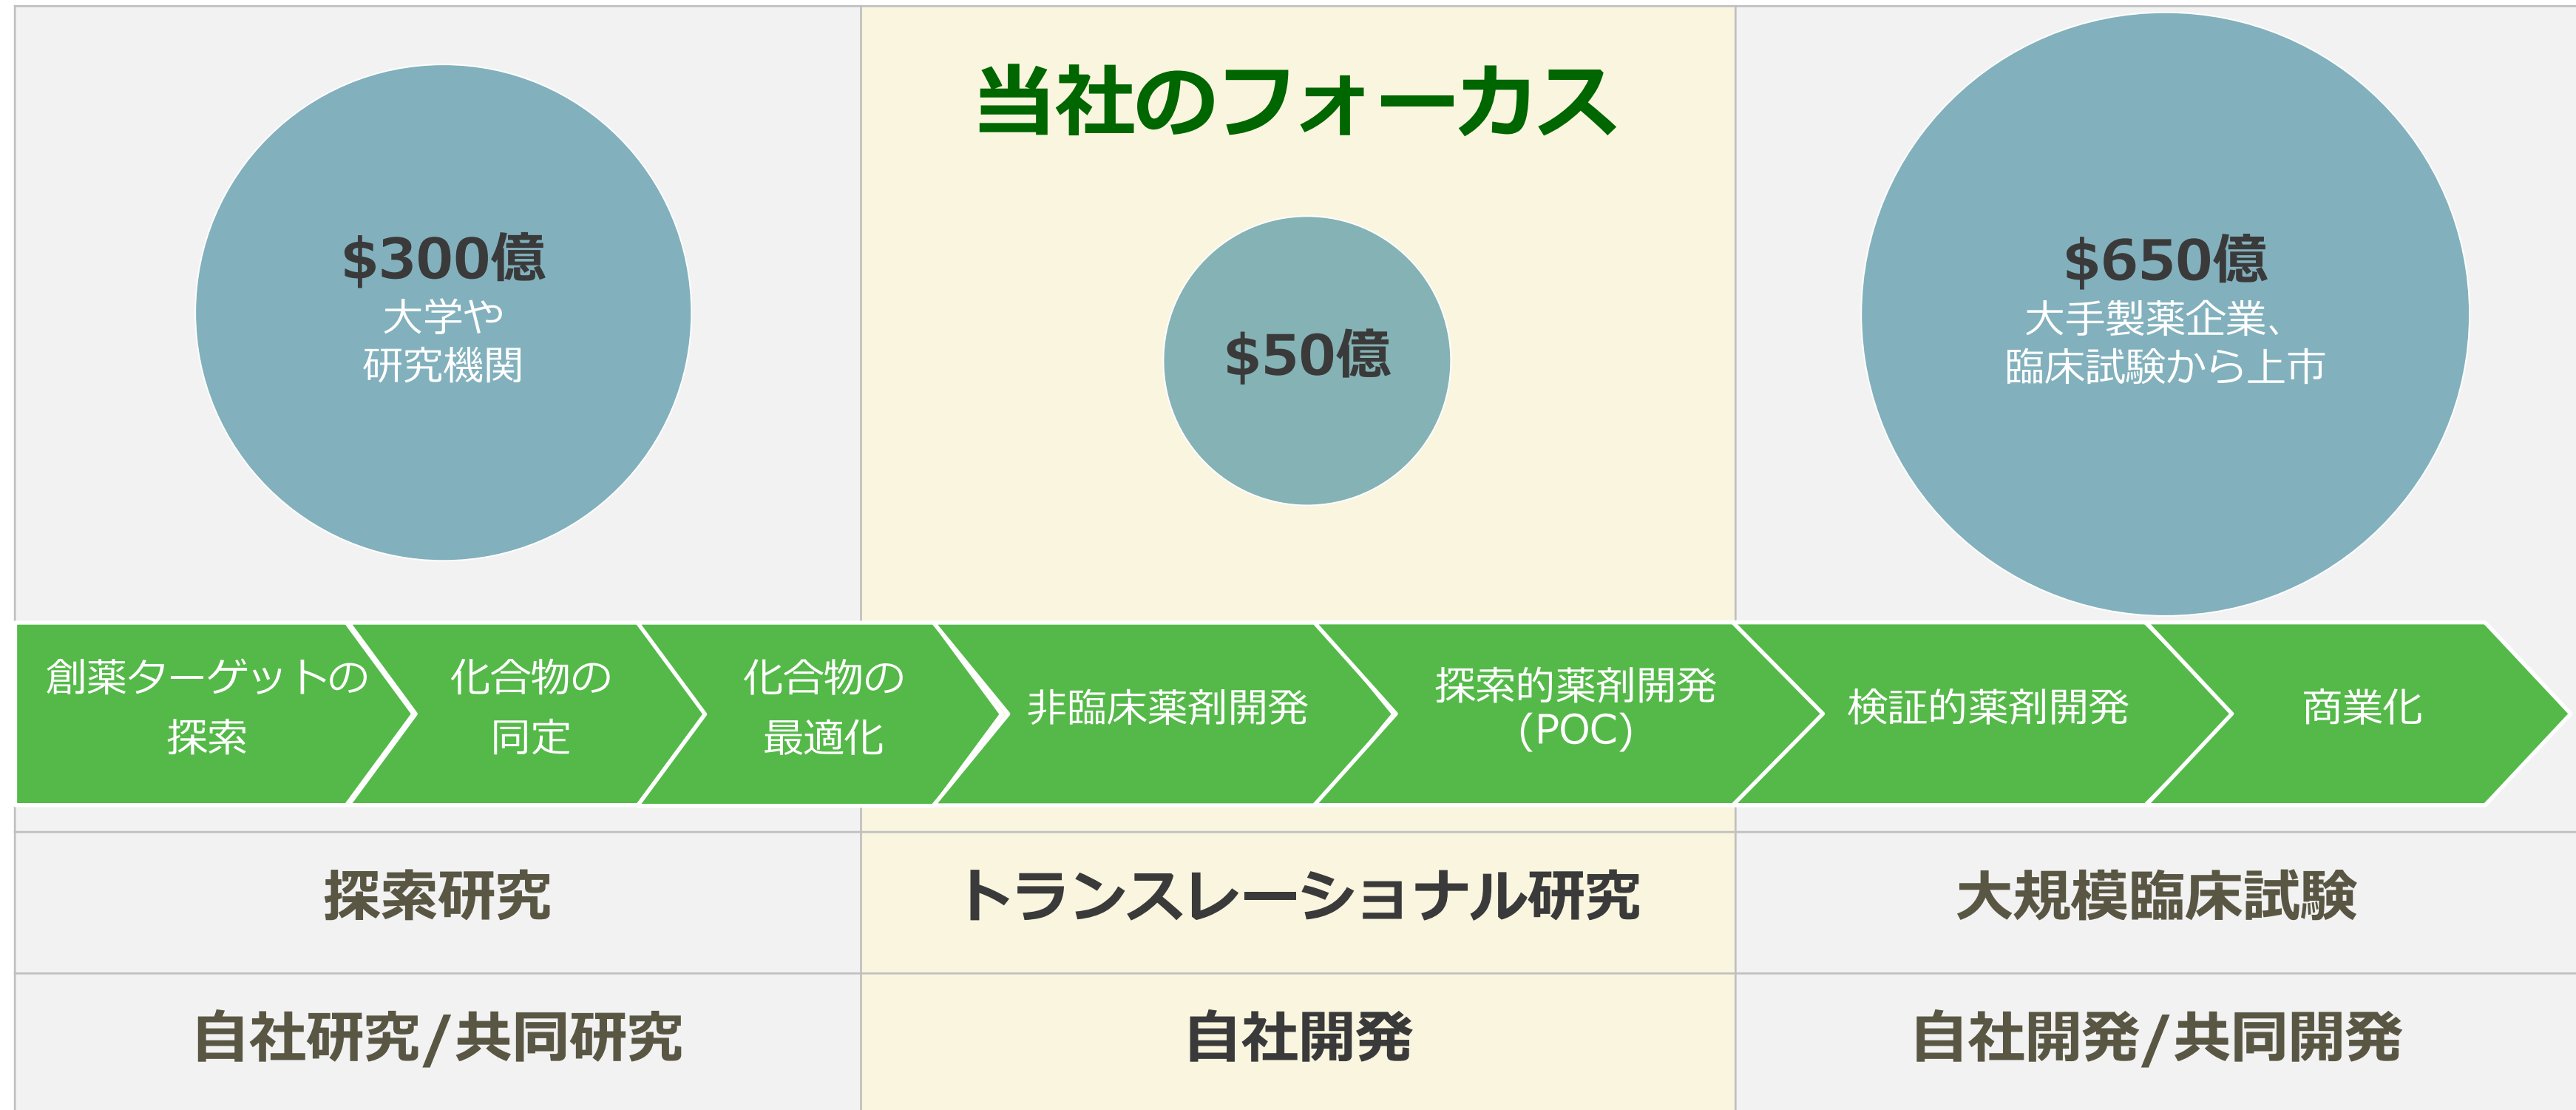 当社のフォーカス
$300億
大学や
研究機関
$50億
$650億
大手製薬企業、
臨床試験から上市
創薬ターゲットの
探索
化合物の
同定
化合物の
最適化
非臨床薬剤開発
探索的薬剤開発
(POC)
検証的薬剤開発
商業化
探索研究
トランスレーショナル研究
大規模臨床試験
自社研究/共同研究
自社開発
自社開発/共同開発